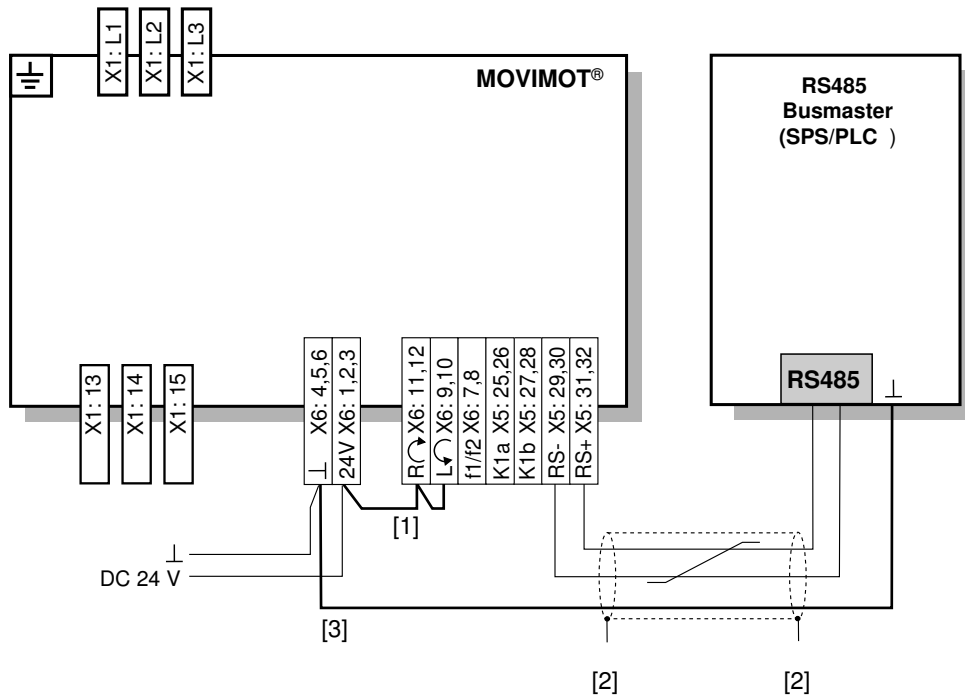 X1: L1
X1: L2
X1: L3
MOVIMOT®
RS485
Busmaster
(SPS/PLC )
X1: 13
X1: 14
X1: 15
⊥ X6: 4,5,6
24V X6: 1,2,3
R X6: 11,12
L X6: 9,10
f1/f2 X6: 7,8
K1a X5: 25,26
K1b X5: 27,28
RS- X5: 29,30
RS+ X5: 31,32
RS485
⊥
[1]
⊥
DC 24 V
[3]
[2]
[2]